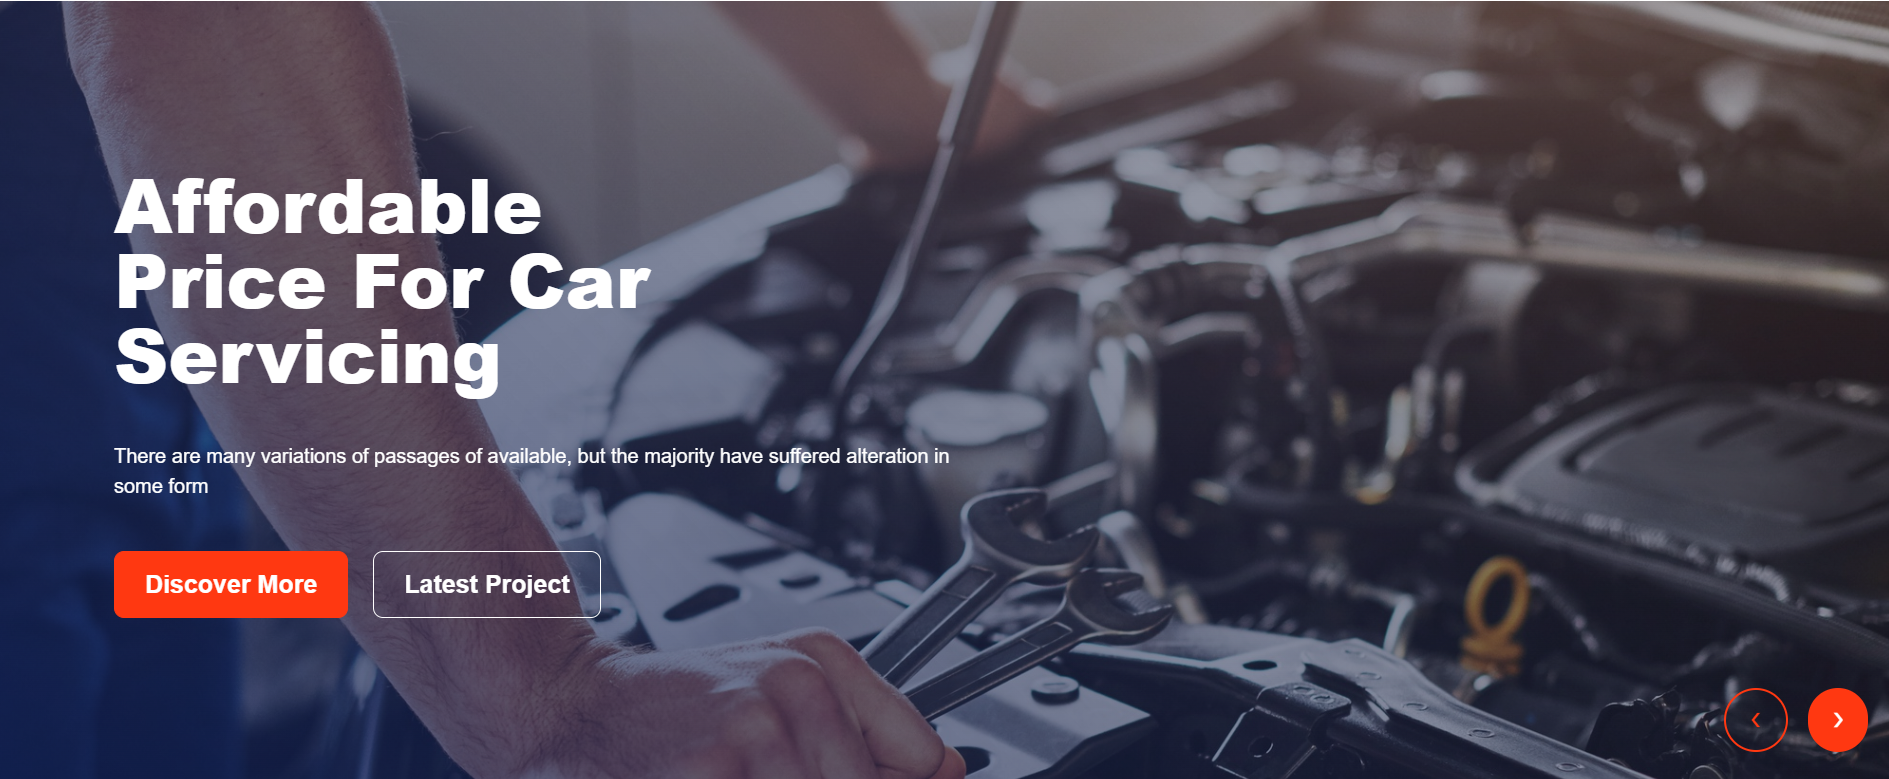 Affordable
Price For Car
Servicing
There are many variations of passages of available, but the majority have suffered alteration in
some form
Discover More
Latest Project